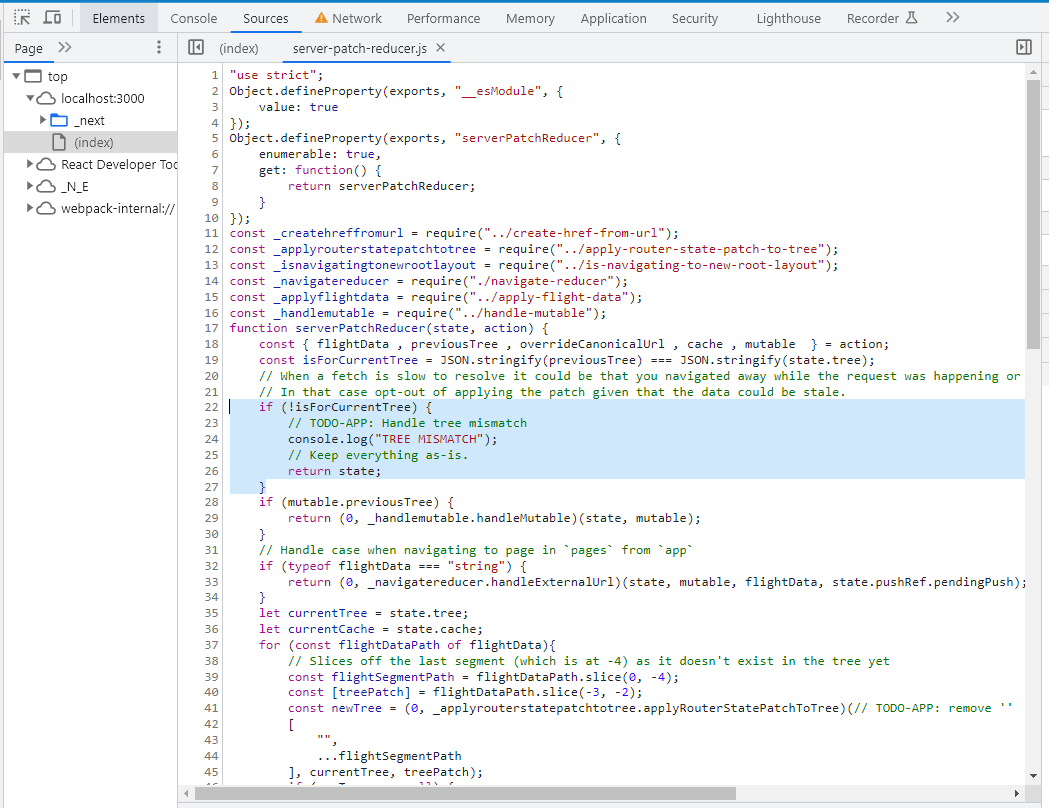 Elements Console Sources Network Performance Memory Application Security Lighthouse Recorder
Page (index) server-patch-reducer.js
top
localhost:3000
_next
(index)
React Developer Too
_N_E
webpack-internal://
1 "use strict";
2 Object.defineProperty(exports, "__esModule", {
3     value: true
4 });
5 Object.defineProperty(exports, "serverPatchReducer", {
6     enumerable: true,
7     get: function() {
8         return serverPatchReducer;
9     }
10 });
11 const _createhreffromurl = require("../create-href-from-url");
12 const _applyrouterstatepatchtotree = require("../apply-router-state-patch-to-tree");
13 const _isnavigatingtonewrootlayout = require("../is-navigating-to-new-root-layout");
14 const _navigatereducer = require("./navigate-reducer");
15 const _applyflightdata = require("../apply-flight-data");
16 const _handlemutable = require("../handle-mutable");
17 function serverPatchReducer(state, action) {
18     const { flightData , previousTree , overrideCanonicalUrl , cache , mutable  } = action;
19     const isForCurrentTree = JSON.stringify(previousTree) === JSON.stringify(state.tree);
20     // When a fetch is slow to resolve it could be that you navigated away while the request was happening or
21     // In that case opt-out of applying the patch given that the data could be stale.
22     if (!isForCurrentTree) {
23         // TODO-APP: Handle tree mismatch
24         console.log("TREE MISMATCH");
25         // Keep everything as-is.
26         return state;
27     }
28     if (mutable.previousTree) {
29         return (0, _handlemutable.handleMutable)(state, mutable);
30     }
31     // Handle case when navigating to page in `pages` from `app`
32     if (typeof flightData === "string") {
33         return (0, _navigatereducer.handleExternalUrl)(state, mutable, flightData, state.pushRef.pendingPush);
34     }
35     let currentTree = state.tree;
36     let currentCache = state.cache;
37     for (const flightDataPath of flightData){
38         // Slices off the last segment (which is at -4) as it doesn't exist in the tree yet
39         const flightSegmentPath = flightDataPath.slice(0, -4);
40         const [treePatch] = flightDataPath.slice(-3, -2);
41         const newTree = (0, _applyrouterstatepatchtotree.applyRouterStatePatchToTree)(// TODO-APP: remove ''
42         [
43             "",
44             ...flightSegmentPath
45         ], currentTree, treePatch);